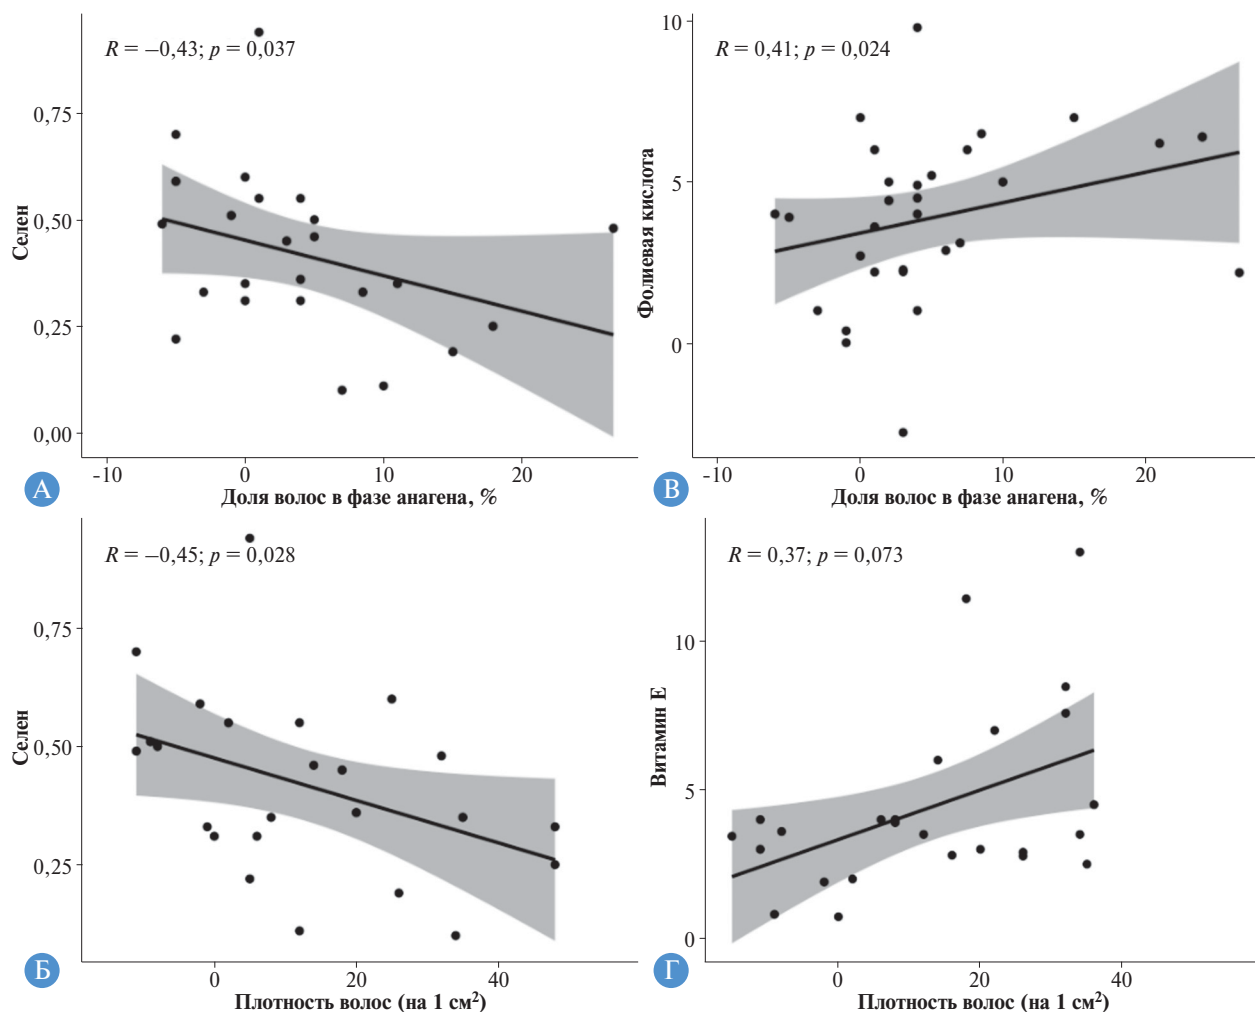 R = –0,43; p = 0,037
0,75
0,50
0,25
0,00
Селен
-10
0
10
20
Доля волос в фазе анагена, %
А
R = 0,41; p = 0,024
10
5
0
Фолиевая кислота
-10
0
10
20
Доля волос в фазе анагена, %
В
R = –0,45; p = 0,028
0,75
0,50
0,25
Селен
0
20
40
Плотность волос (на 1 см²)
Б
R = 0,37; p = 0,073
10
5
0
Витамин Е
0
20
40
Плотность волос (на 1 см²)
Г